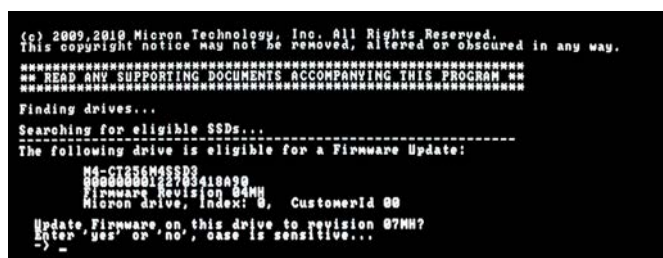 (c) 2009,2010 Micron Technology, Inc. All Rights Reserved.
This copyright notice may not be removed, altered or obscured in any way.
**************************************************************
** READ ANY SUPPORTING DOCUMENTS ACCOMPANYING THIS PROGRAM **
**************************************************************
Finding drives...
Searching for eligible SSDs...
--------------------------------------------------------------
The following drive is eligible for a Firmware Update:
M4-CT256M4SSD3
0000000122703418A90
Firmware Revision 04MH
Micron drive, Index: 0, CustomerId 00
Update Firmware on this drive to revision 07MH?
Enter 'yes' or 'no', case is sensitive...
-> _